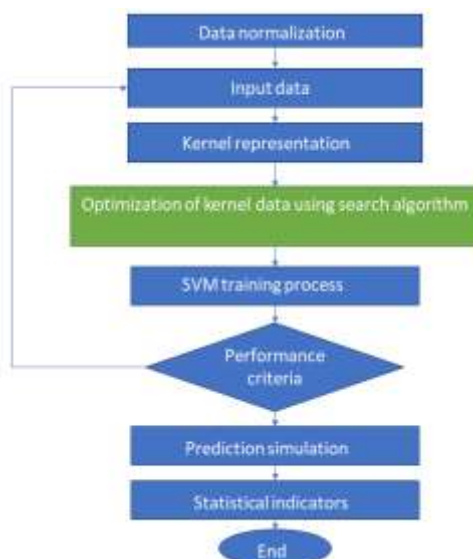 Data normalization
Input data
Kernel representation
Optimization of kernel data using search algorithm
SVM training process
Performance
criteria
Prediction simulation
Statistical indicators
End